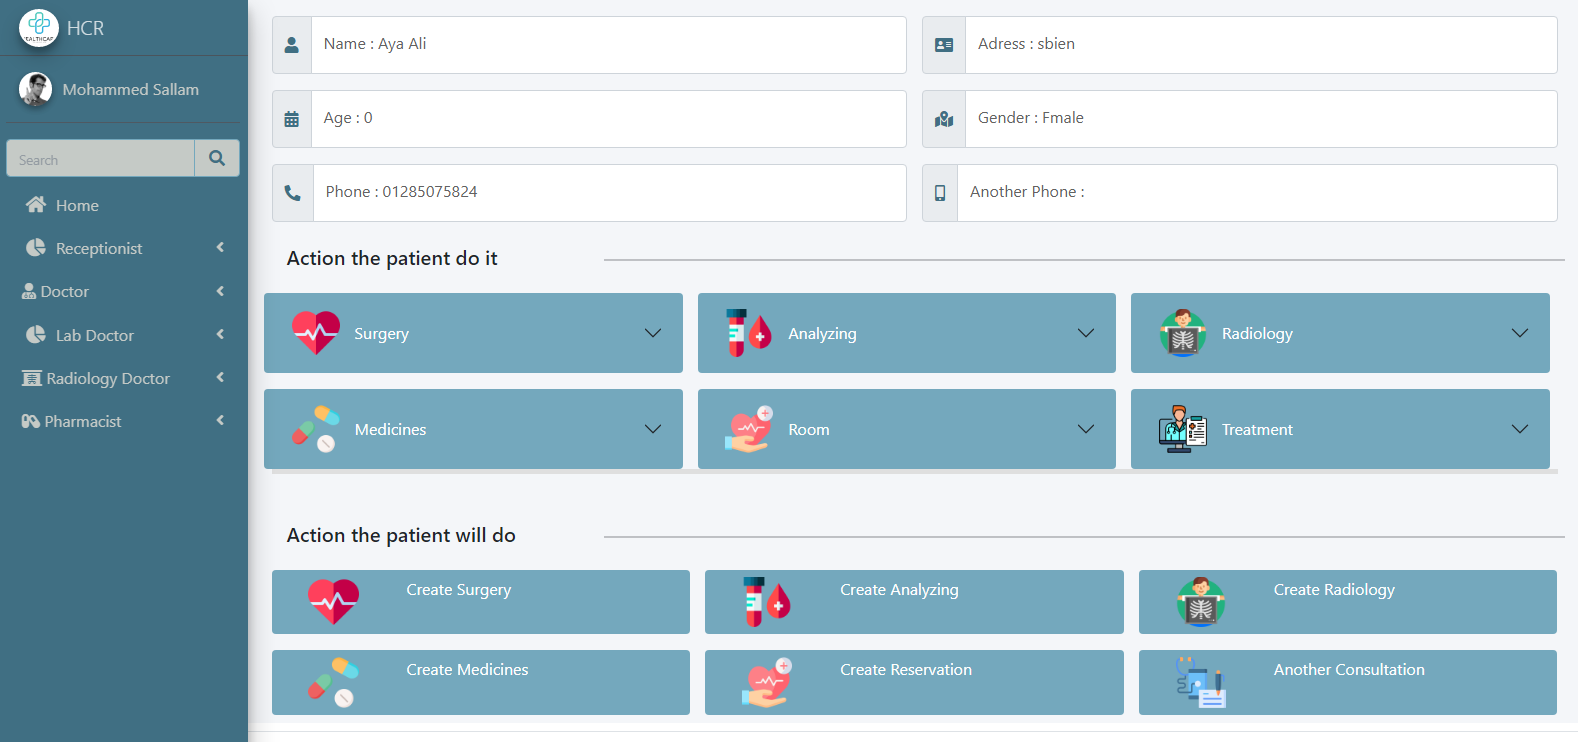 HCR
Mohammed Sallam
Search
Home
Receptionist
Doctor
Lab Doctor
Radiology Doctor
Pharmacist
Name : Aya Ali
Adress : sbien
Age : 0
Gender : Fmale
Phone : 01285075824
Another Phone :
Action the patient do it
Surgery
Analyzing
Radiology
Medicines
Room
Treatment
Action the patient will do
Create Surgery
Create Analyzing
Create Radiology
Create Medicines
Create Reservation
Another Consultation